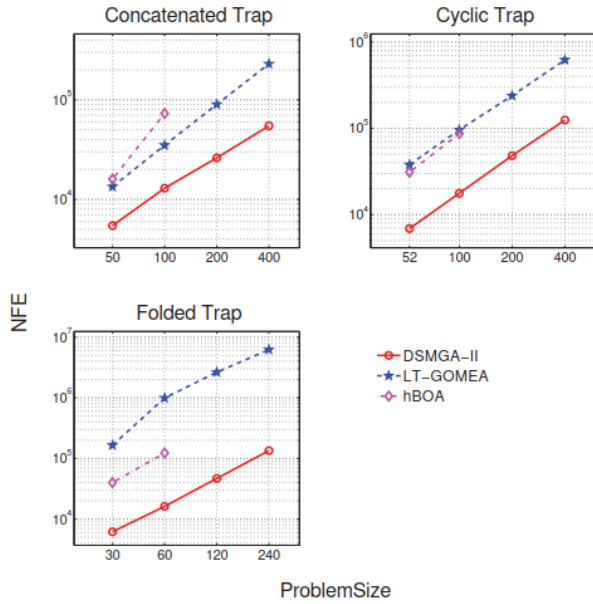 Concatenated Trap
Cyclic Trap
10^5
10^4
50 100 200 400
10^6
10^5
10^4
52 100 200 400
NFE
Folded Trap
10^7
10^6
10^5
10^4
30 60 120 240
DSMGA-II
LT-GOMEA
hBOA
ProblemSize